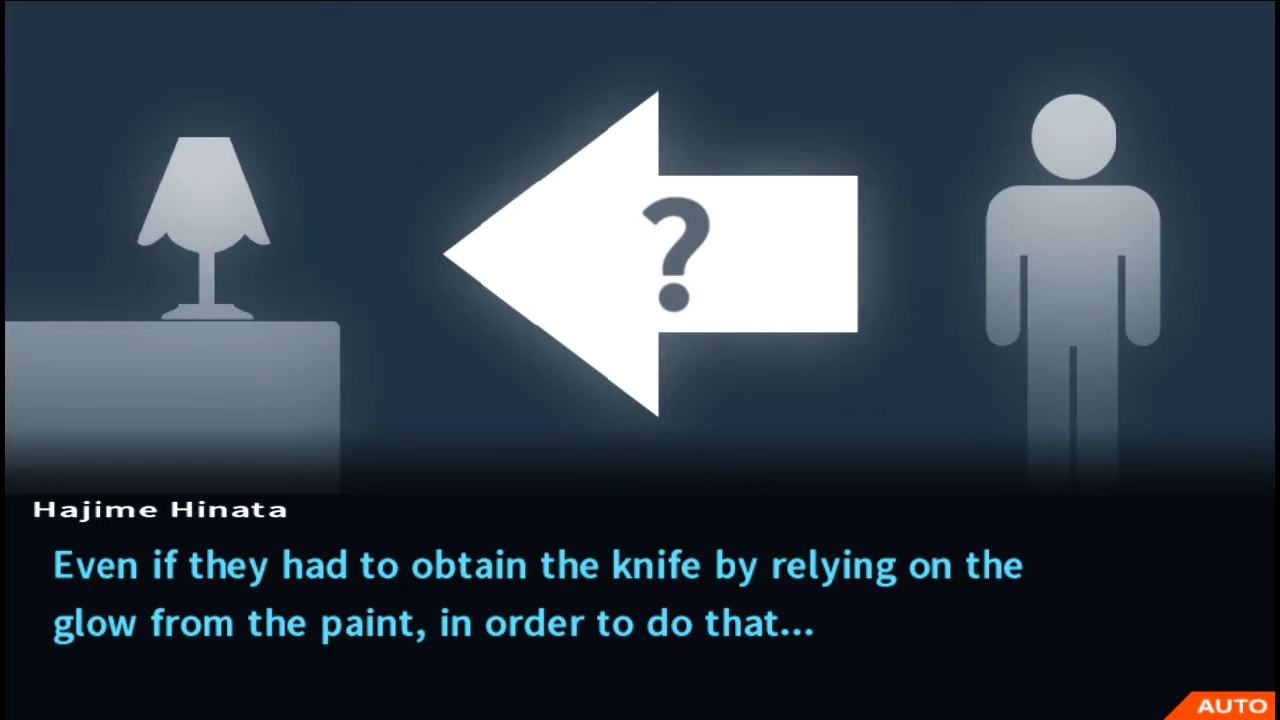 ?
Hajime Hinata
Even if they had to obtain the knife by relying on the
glow from the paint, in order to do that...
AUTO